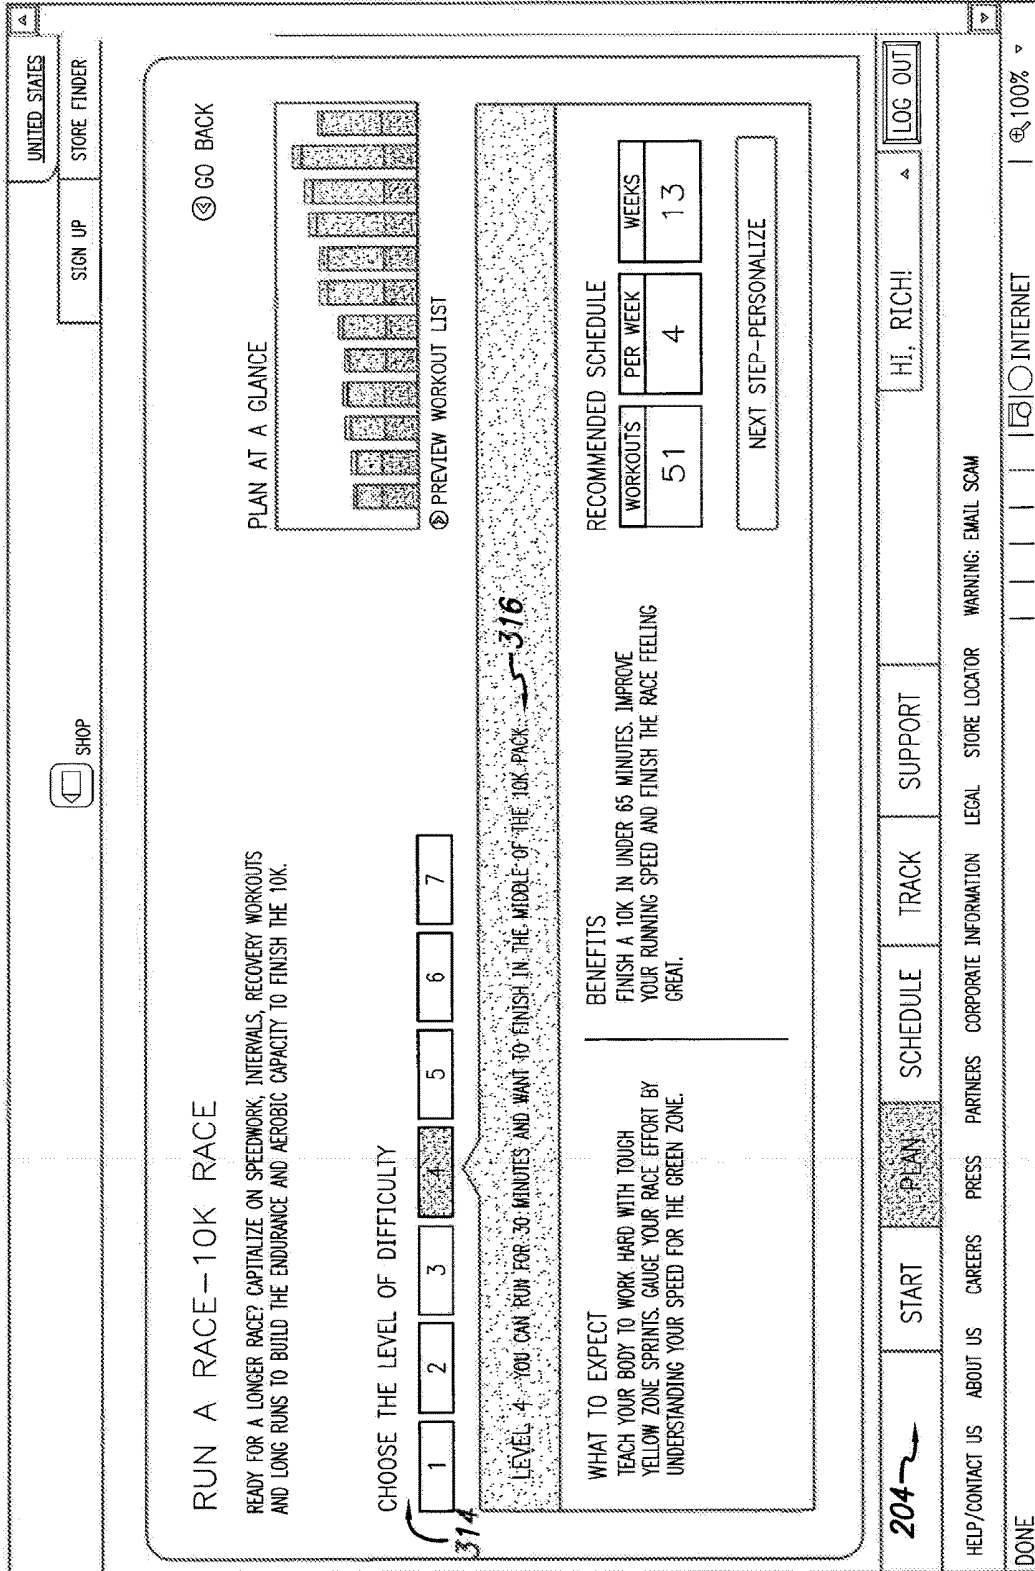 UNITED STATES
SHOP
SIGN UP
STORE FINDER
RUN A RACE-10K RACE
GO BACK
READY FOR A LONGER RACE? CAPITALIZE ON SPEEDWORK, INTERVALS, RECOVERY WORKOUTS
AND LONG RUNS TO BUILD THE ENDURANCE AND AEROBIC CAPACITY TO FINISH THE 10K.
PLAN AT A GLANCE
CHOOSE THE LEVEL OF DIFFICULTY
314
1 2 3 4 5 6 7
PREVIEW WORKOUT LIST
LEVEL 4 YOU CAN RUN FOR 30 MINUTES AND WANT TO FINISH IN THE MIDDLE OF THE 10K PACK.
316
WHAT TO EXPECT
TEACH YOUR BODY TO WORK HARD WITH TOUGH
YELLOW ZONE SPRINTS. GAUGE YOUR RACE EFFORT BY
UNDERSTANDING YOUR SPEED FOR THE GREEN ZONE.
BENEFITS
FINISH A 10K IN UNDER 65 MINUTES. IMPROVE
YOUR RUNNING SPEED AND FINISH THE RACE FEELING
GREAT.
RECOMMENDED SCHEDULE
WORKOUTS PER WEEK WEEKS
51 4 13
NEXT STEP-PERSONALIZE
204
START PLAN SCHEDULE TRACK SUPPORT
HI, RICH!
LOG OUT
HELP/CONTACT US ABOUT US CAREERS PRESS PARTNERS CORPORATE INFORMATION LEGAL STORE LOCATOR WARNING: EMAIL SCAM
DONE
INTERNET
100%